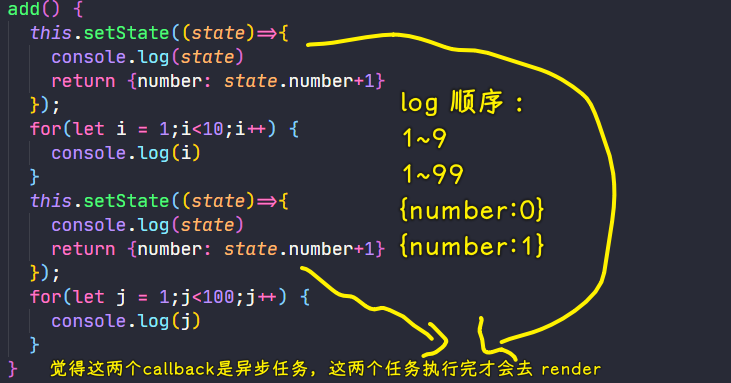 add() {
this.setState((state)=>{
console.log(state)
return {number: state.number+1}
});
for(let i = 1;i<10;i++) {
console.log(i)
}
this.setState((state)=>{
console.log(state)
return {number: state.number+1}
});
for(let j = 1;j<100;j++) {
console.log(j)
}
}
log 顺序：
1~9
1~99
{number:0}
{number:1}
觉得这两个callback是异步任务，这两个任务执行完才会去 render